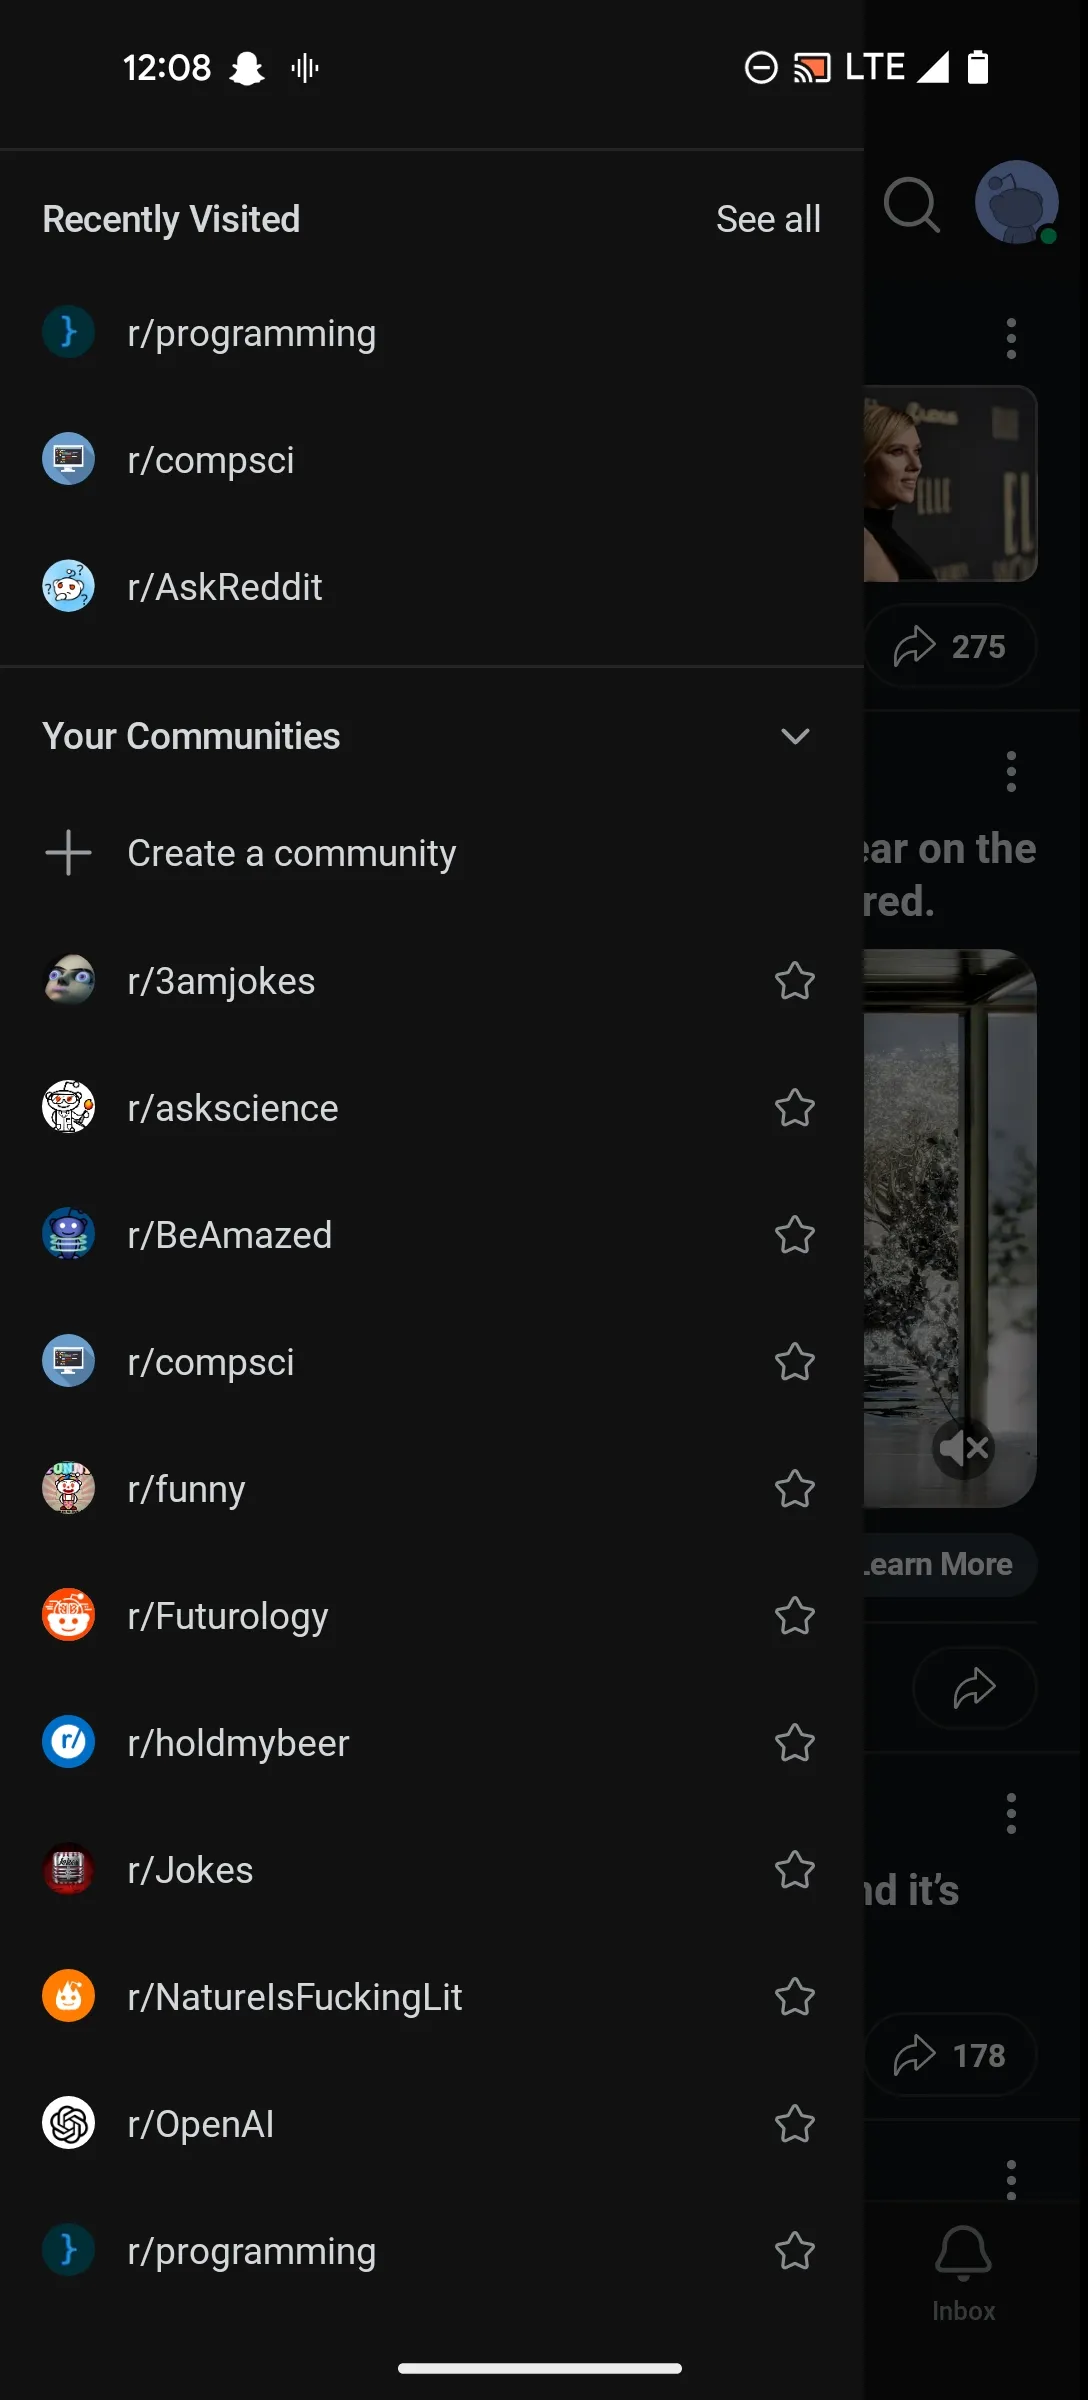 12:08
LTE
Recently Visited
See all
r/programming
r/compsci
r/AskReddit
275
Your Communities
Create a community
ear on the
red.
r/3amjokes
r/askscience
r/BeAmazed
r/compsci
r/funny
Learn More
r/Futurology
r/holdmybeer
r/Jokes
nd it's
r/NatureIsFuckingLit
178
r/OpenAI
r/programming
Inbox
ELLE